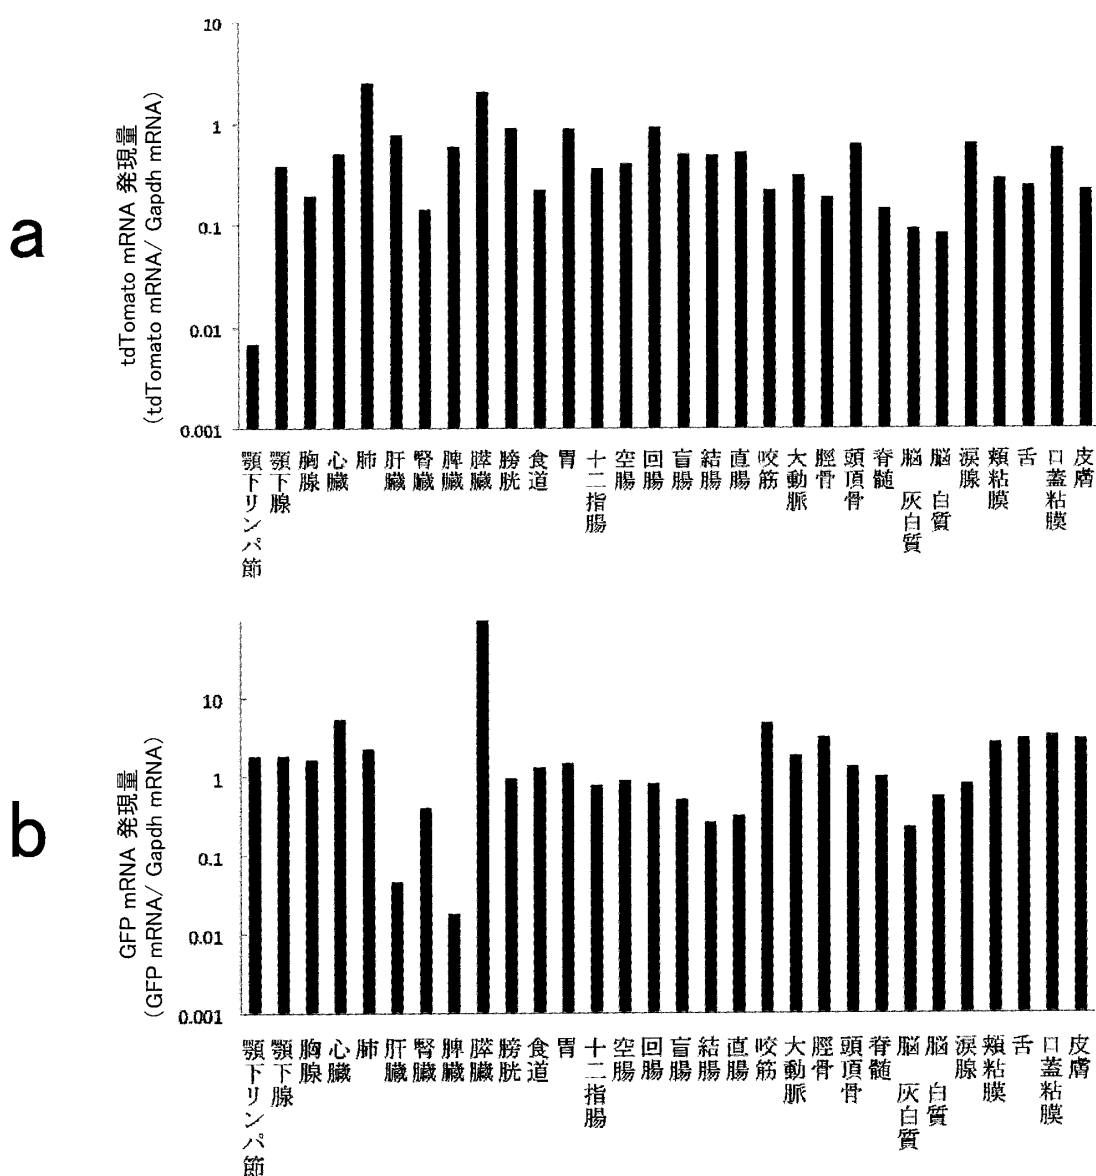 a
tdTomato mRNA 発現量
(tdTomato mRNA/ Gapdh mRNA)
10
1
0.1
0.01
0.001
顎下リンパ節
顎下腺
胸腺
心臓
肺
肝臓
腎臓
脾臓
膵臓
膀胱
食道
胃
十二指腸
空腸
回腸
盲腸
結腸
直腸
咬筋
大動脈
脛骨
頭頂骨
脊髄
脳 灰白質
脳 白質
涙腺
頬粘膜
舌
口蓋粘膜
皮膚
b
GFP mRNA 発現量
(GFP mRNA/ Gapdh mRNA)
10
1
0.1
0.01
0.001
顎下リンパ節
顎下腺
胸腺
心臓
肺
肝臓
腎臓
脾臓
膵臓
膀胱
食道
胃
十二指腸
空腸
回腸
盲腸
結腸
直腸
咬筋
大動脈
脛骨
頭頂骨
脊髄
脳 灰白質
脳 白質
涙腺
頬粘膜
舌
口蓋粘膜
皮膚